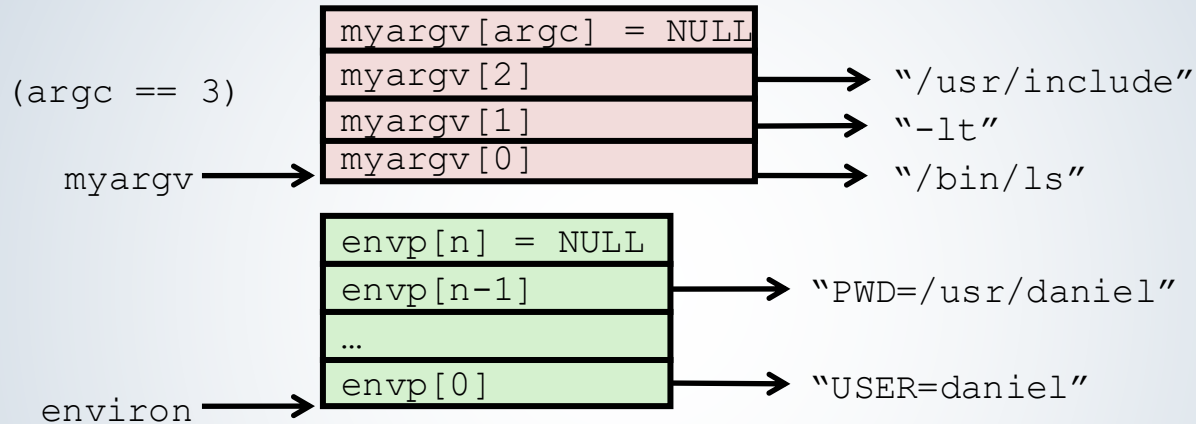 myargv[argc] = NULL
(argc == 3)
myargv[2]
“/usr/include”
myargv[1]
“-lt”
myargv
myargv[0]
“/bin/ls”
envp[n] = NULL
envp[n-1]
“PWD=/usr/daniel”
…
envp[0]
“USER=daniel”
environ